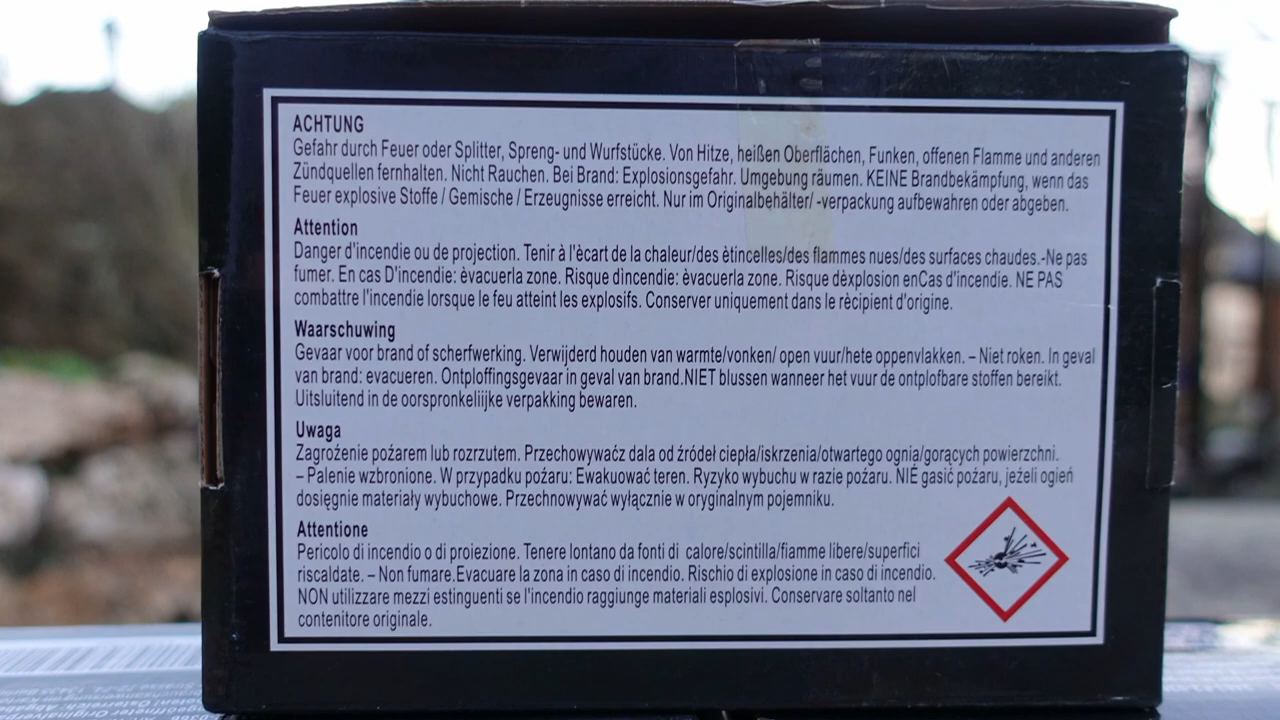 ACHTUNG
Gefahr durch Feuer oder Splitter, Spreng- und Wurfstücke. Von Hitze, heißen Oberflächen, Funken, offenen Flamme und anderen
Zündquellen fernhalten. Nicht Rauchen. Bei Brand: Explosionsgefahr. Umgebung räumen. KEINE Brandbekämpfung, wenn das
Feuer explosive Stoffe / Gemische / Erzeugnisse erreicht. Nur im Originalbehälter/ -verpackung aufbewahren oder abgeben.
Attention
Danger d'incendie ou de projection. Tenir à l'ècart de la chaleur/des ètincelles/des flammes nues/des surfaces chaudes.-Ne pas
fumer. En cas D'incendie: èvacuerla zone. Risque dìncendie: èvacuerla zone. Risque dèxplosion enCas d'incendie. NE PAS
combattre l'incendie lorsque le feu atteint les explosifs. Conserver uniquement dans le rècipient d'origine.
Waarschuwing
Gevaar voor brand of scherfwerking. Verwijderd houden van warmte/vonken/ open vuur/hete oppenvlakken. – Niet roken. In geval
van brand: evacueren. Ontploffingsgevaar in geval van brand.NIET blussen wanneer het vuur de ontplofbare stoffen bereikt.
Uitsluitend in de oorspronkeliijke verpakking bewaren.
Uwaga
Zagrożenie poźarem lub rozrzutem. Przechowywaćz dala od źródeł ciepła/iskrzenia/otwartego ognia/gorących powierzchni.
– Palenie wzbronione. W przypadku poźaru: Ewakuować teren. Ryzyko wybuchu w razie poźaru. NIÉ gasić poźaru, jeżeli ogień
dosięgnie materiały wybuchowe. Przechnowywać wyłącznie w oryginalnym pojemniku.
Attentione
Pericolo di incendio o di proiezione. Tenere lontano da fonti di calore/scintilla/fiamme libere/superfici
riscaldate. – Non fumare.Evacuare la zona in caso di incendio. Rischio di explosione in caso di incendio.
NON utilizzare mezzi estinguenti se l'incendio raggiunge materiali esplosivi. Conservare soltanto nel
contenitore originale.